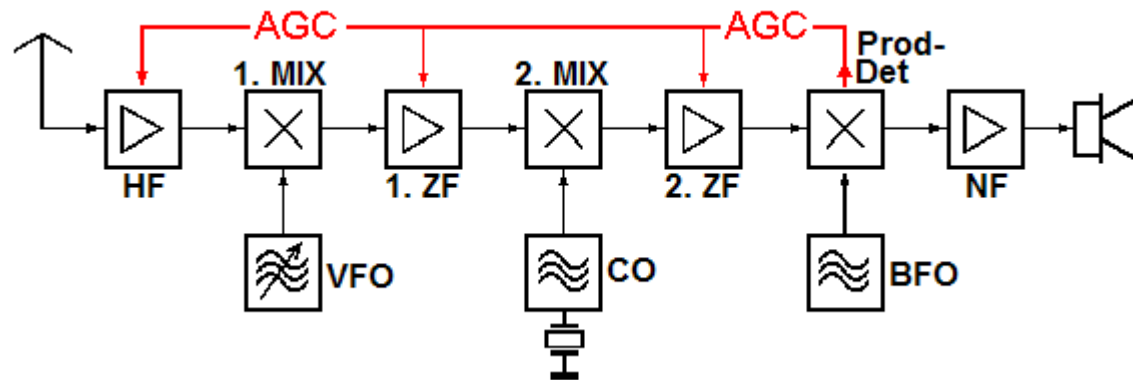 AGC
AGC
Prod-
Det
1. MIX
2. MIX
HF
1. ZF
2. ZF
NF
VFO
CO
BFO